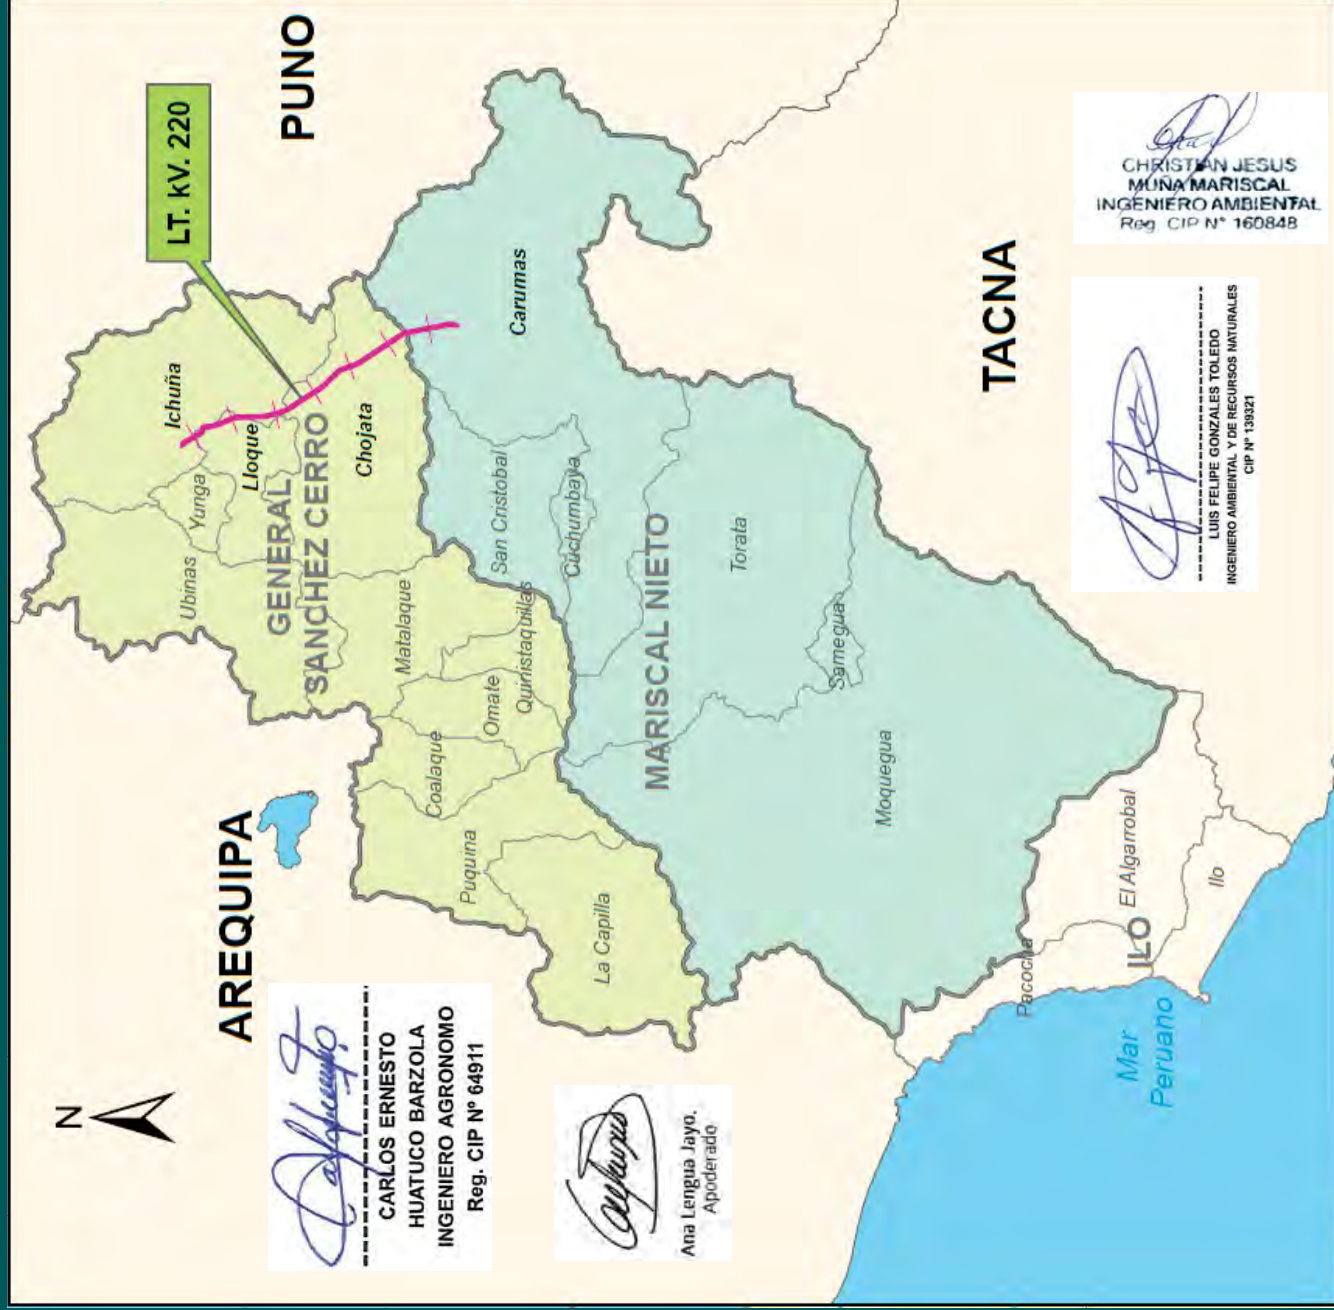 N
AREQUIPA
PUNO
LT. kV. 220
Ichuña
Yunga
Lloque
Ubinas
GENERAL
SANCHEZ CERRO
Chojata
Matalaque
Coalaque
Omate
Quinistaquillas
Puquina
La Capilla
Carumas
San Cristobal
Cuchumbaya
MARISCAL NIETO
Torata
Samegua
Moquegua
TACNA
El Algarrobal
ILO
Ilo
Pacocha
Mar
Peruano
CARLOS ERNESTO
HUATUCO BARZOLA
INGENIERO AGRONOMO
Reg. CIP Nº 64911
Ana Lengua Jayo.
Apoderado
CHRISTIAN JESUS
MUÑA MARISCAL
INGENIERO AMBIENTAL
Reg. CIP N° 160848
LUIS FELIPE GONZALES TOLEDO
INGENIERO AMBIENTAL Y DE RECURSOS NATURALES
CIP Nº 139321